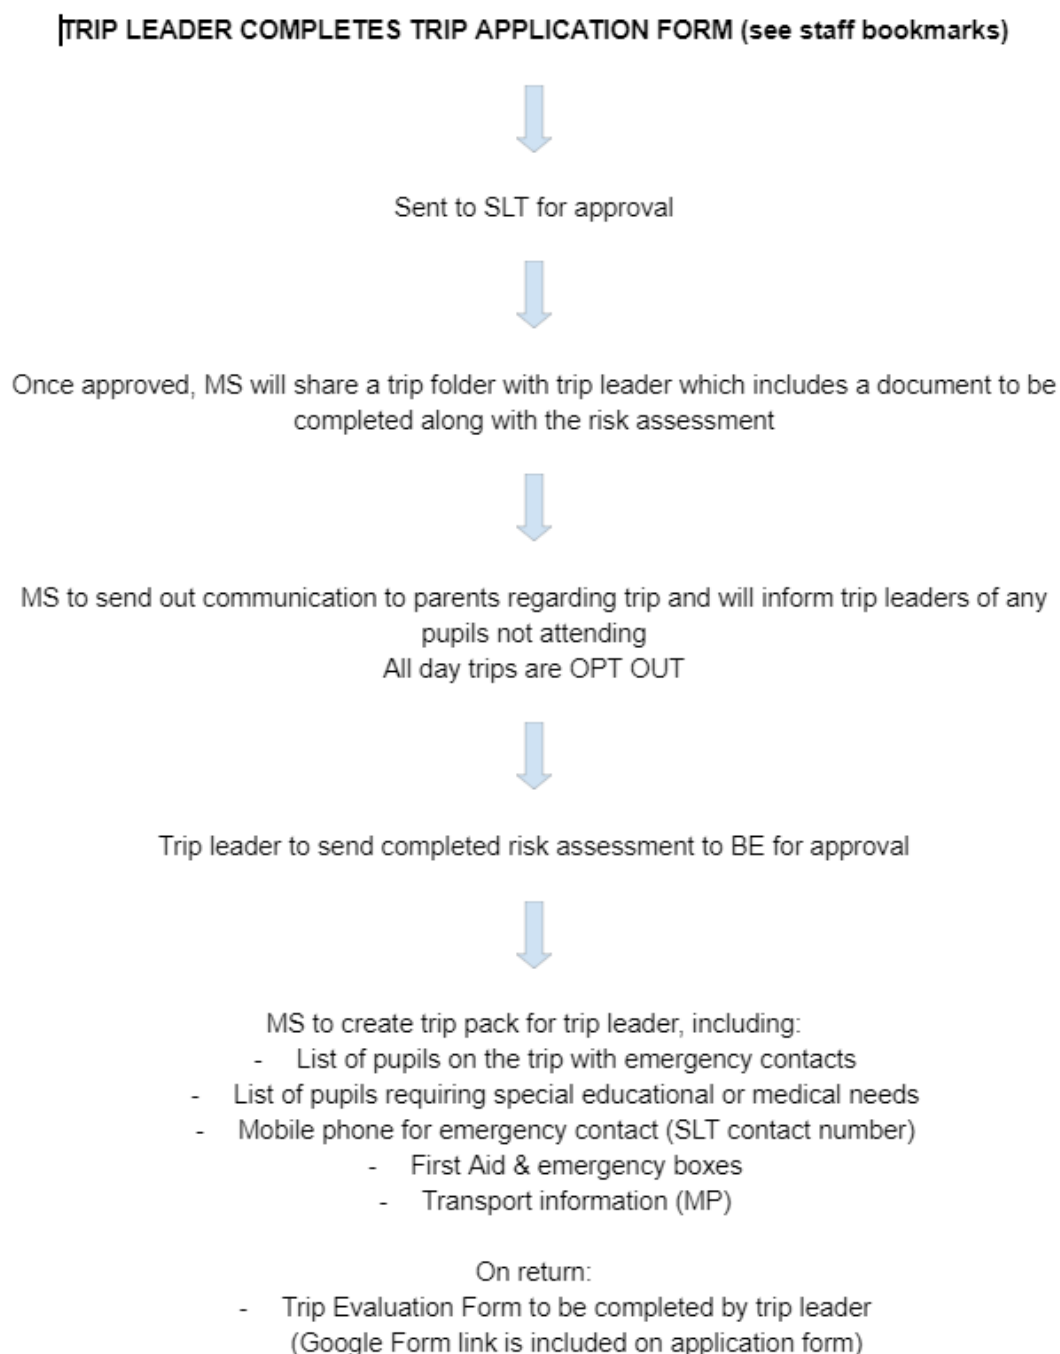 TRIP LEADER COMPLETES TRIP APPLICATION FORM (see staff bookmarks)
Sent to SLT for approval
Once approved, MS will share a trip folder with trip leader which includes a document to be
completed along with the risk assessment
MS to send out communication to parents regarding trip and will inform trip leaders of any
pupils not attending
All day trips are OPT OUT
Trip leader to send completed risk assessment to BE for approval
MS to create trip pack for trip leader, including:
- List of pupils on the trip with emergency contacts
- List of pupils requiring special educational or medical needs
- Mobile phone for emergency contact (SLT contact number)
- First Aid & emergency boxes
- Transport information (MP)
On return:
- Trip Evaluation Form to be completed by trip leader
(Google Form link is included on application form)